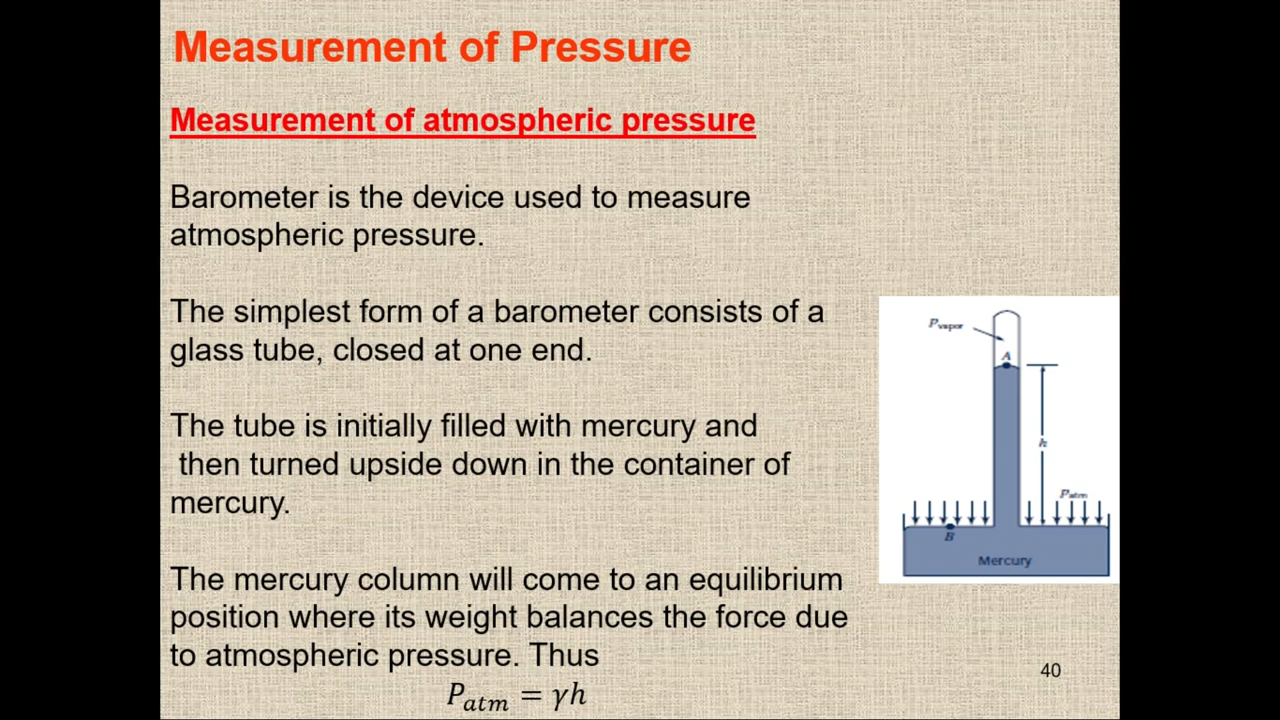 Measurement of Pressure
Measurement of atmospheric pressure
Barometer is the device used to measure
atmospheric pressure.
The simplest form of a barometer consists of a
glass tube, closed at one end.
The tube is initially filled with mercury and
then turned upside down in the container of
mercury.
The mercury column will come to an equilibrium
position where its weight balances the force due
to atmospheric pressure. Thus
P_atm = γh
P_vapor
A
h
P_atm
B
Mercury
40